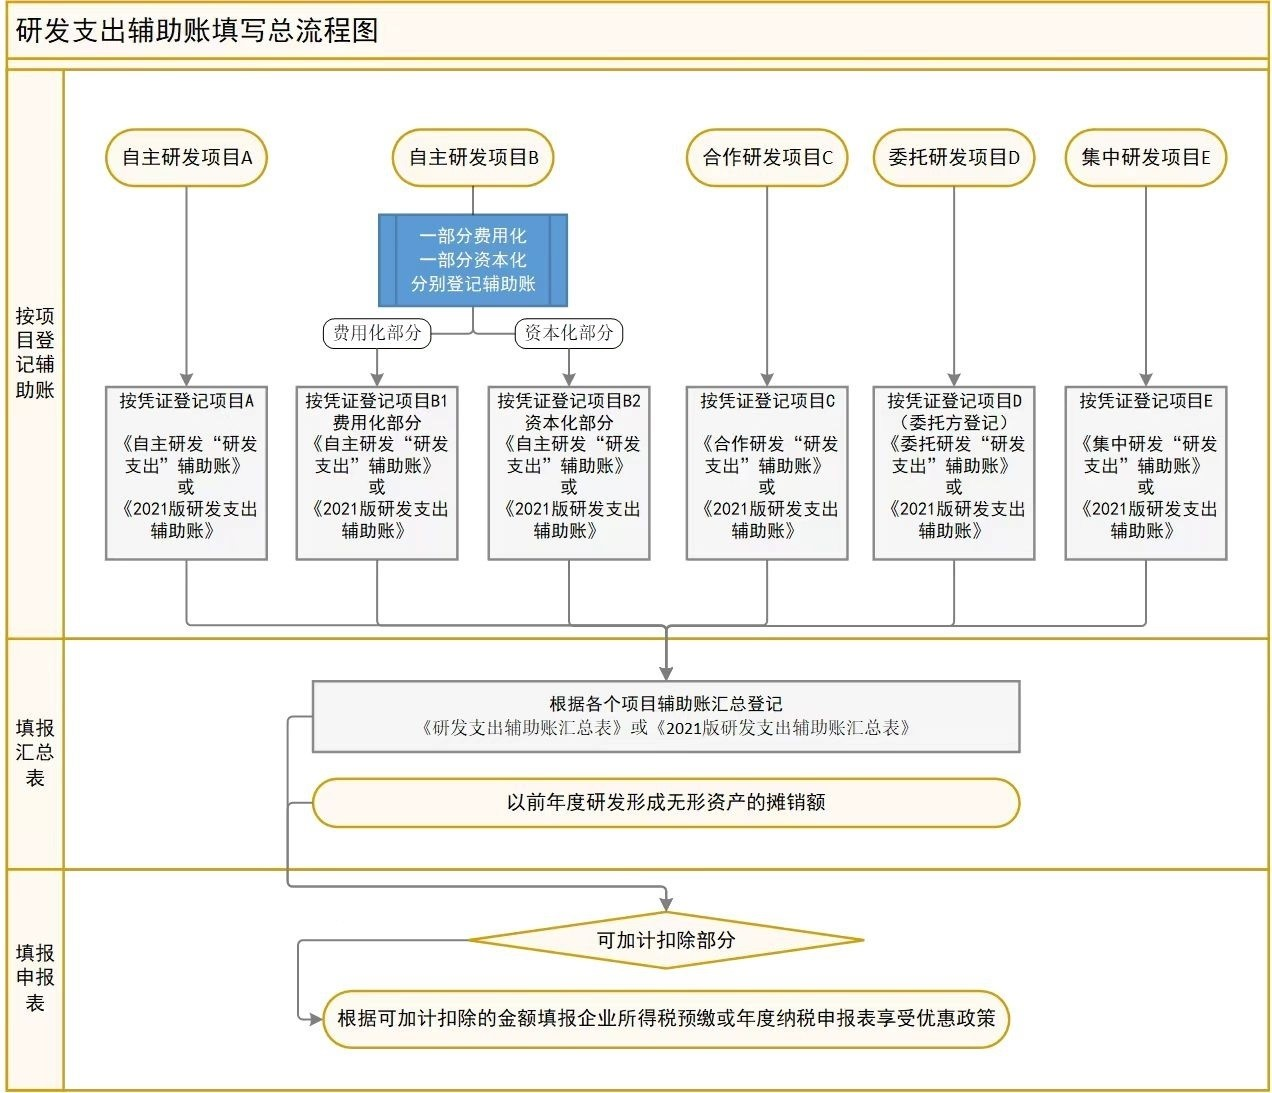 研发支出辅助账填写总流程图
按项
目登
记辅
助账
自主研发项目A
自主研发项目B
合作研发项目C
委托研发项目D
集中研发项目E
一部分费用化
一部分资本化
分别登记辅助账
费用化部分
资本化部分
按凭证登记项目A
《自主研发“研发
支出”辅助账》
或
《2021版研发支出
辅助账》
按凭证登记项目B1
费用化部分
《自主研发“研发
支出”辅助账》
或
《2021版研发支出
辅助账》
按凭证登记项目B2
资本化部分
《自主研发“研发
支出”辅助账》
或
《2021版研发支出
辅助账》
按凭证登记项目C
《合作研发“研发
支出”辅助账》
或
《2021版研发支出
辅助账》
按凭证登记项目D
（委托方登记）
《委托研发“研发
支出”辅助账》
或
《2021版研发支出
辅助账》
按凭证登记项目E
《集中研发“研发
支出”辅助账》
或
《2021版研发支出
辅助账》
填报
汇总
表
根据各个项目辅助账汇总登记
《研发支出辅助账汇总表》或《2021版研发支出辅助账汇总表》
以前年度研发形成无形资产的摊销额
填报
申报
表
可加计扣除部分
根据可加计扣除的金额填报企业所得税预缴或年度纳税申报表享受优惠政策